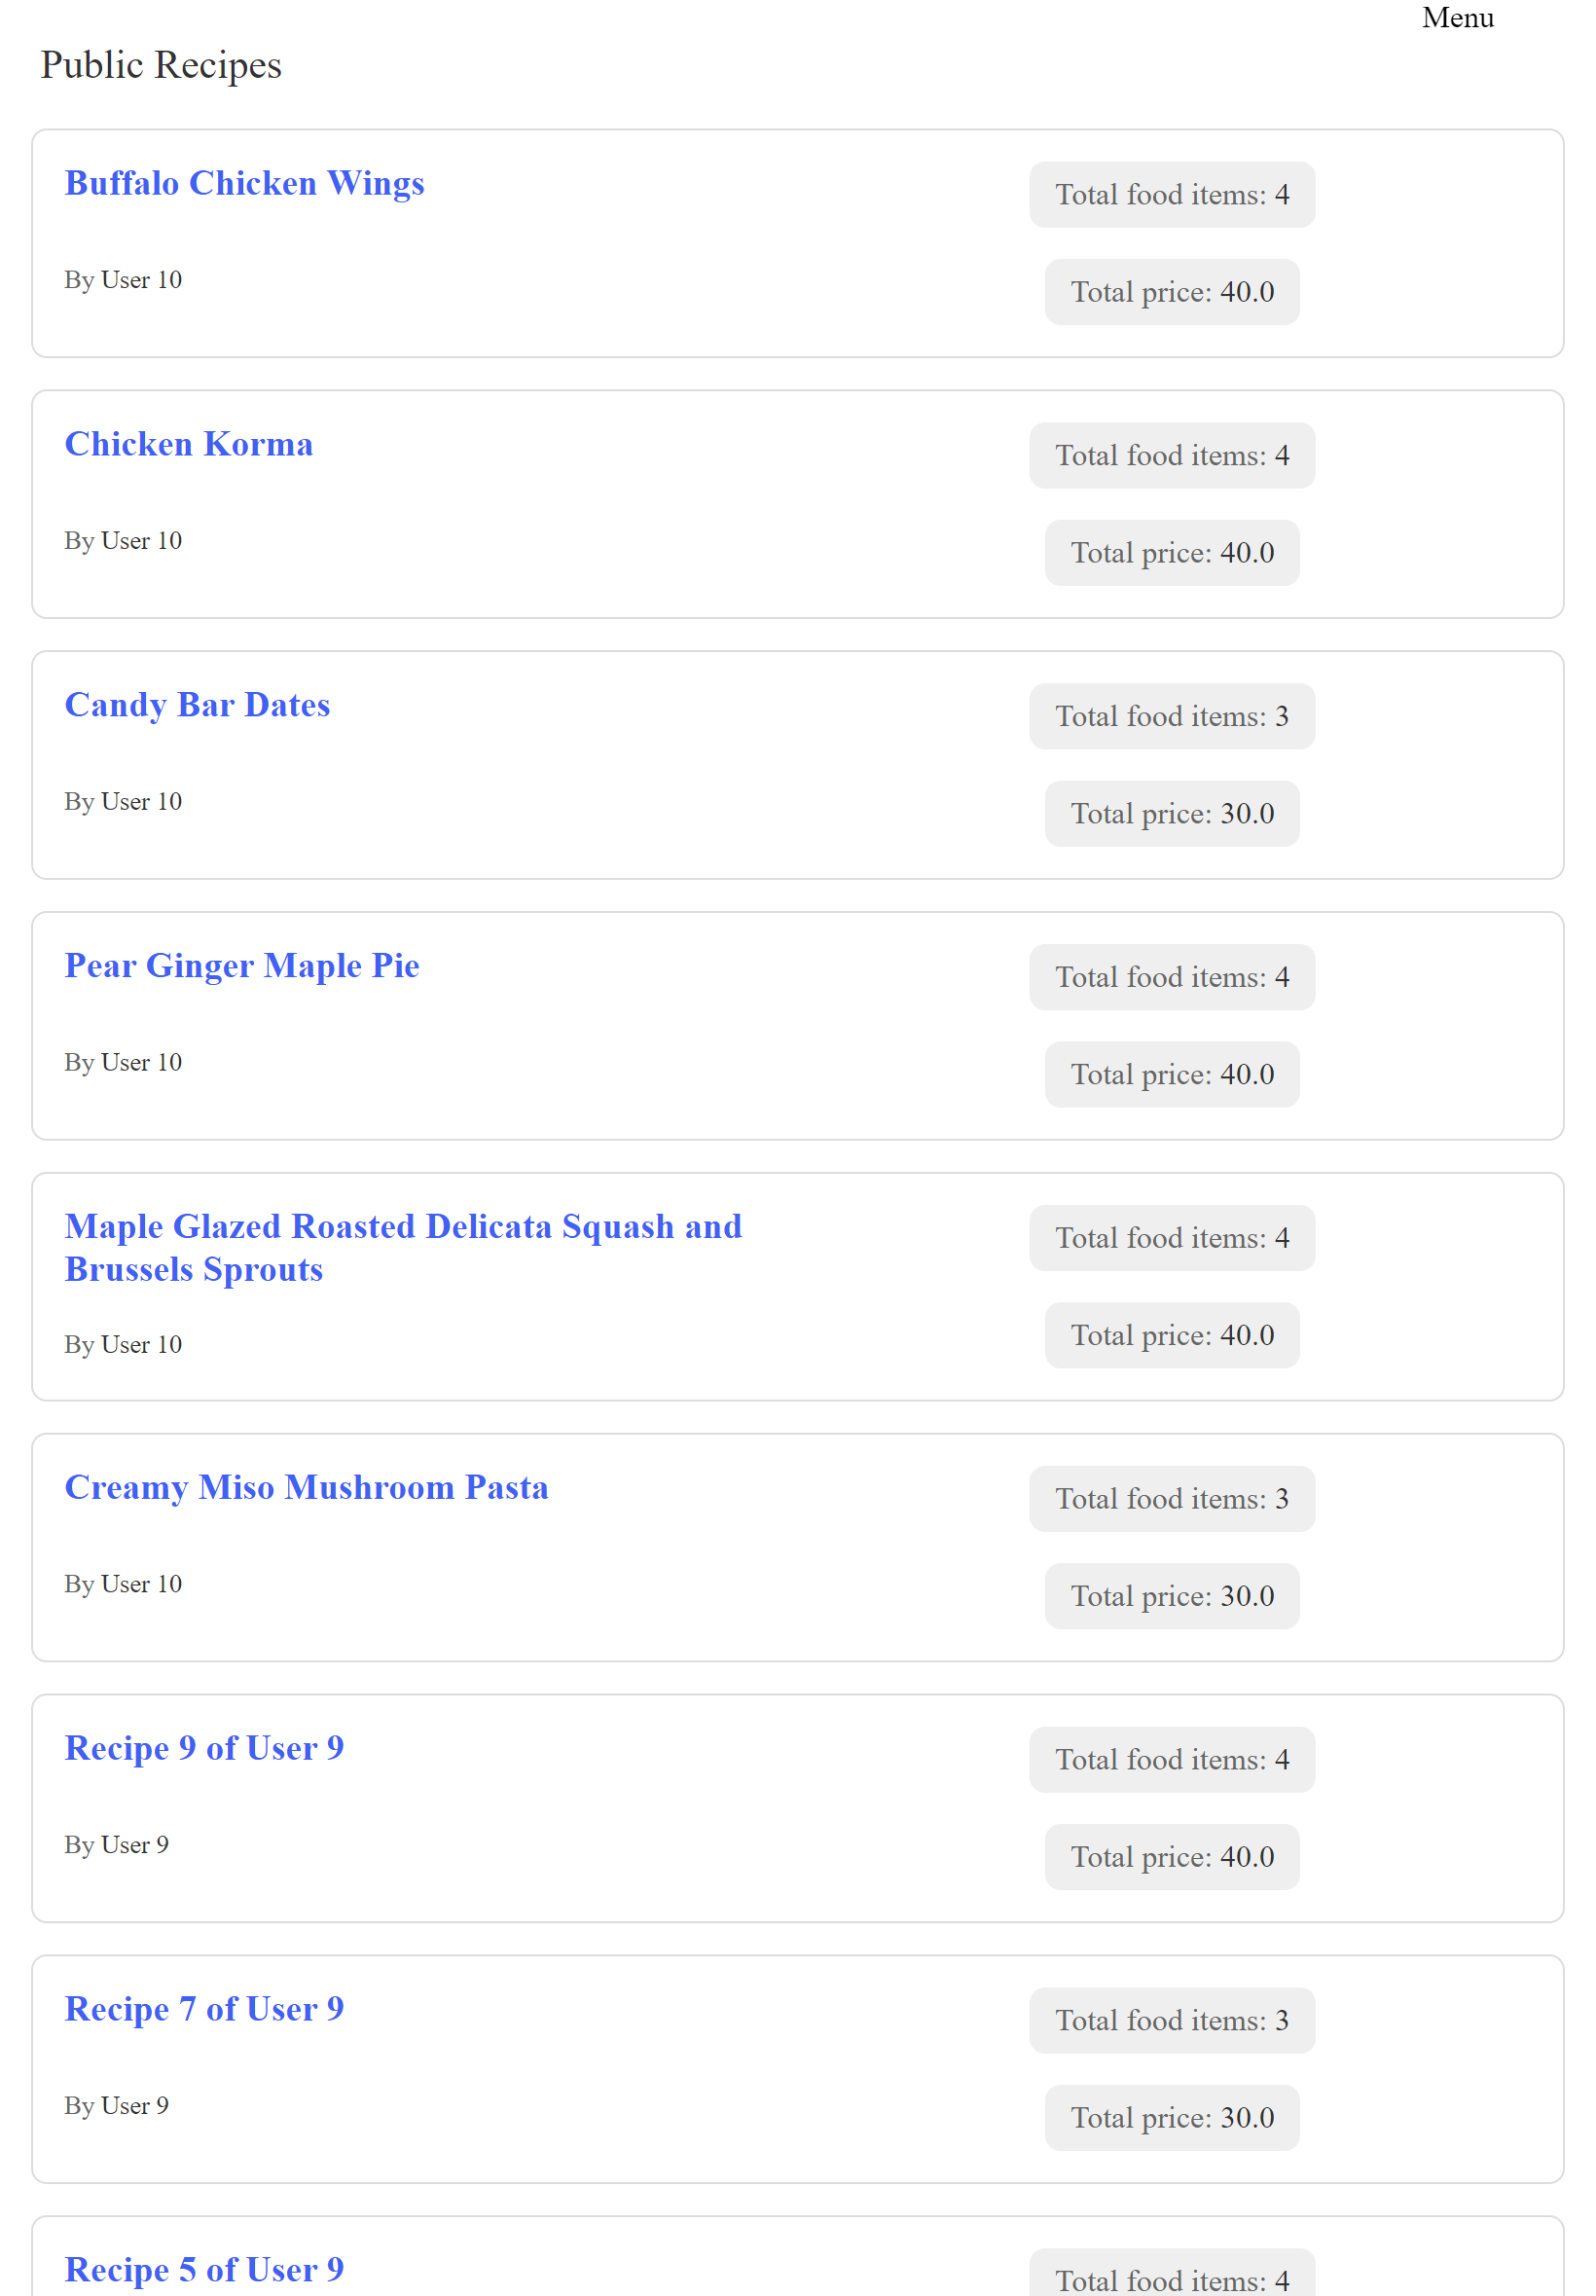 Menu
Public Recipes
Buffalo Chicken Wings
Total food items: 4
By User 10
Total price: 40.0
Chicken Korma
Total food items: 4
By User 10
Total price: 40.0
Candy Bar Dates
Total food items: 3
By User 10
Total price: 30.0
Pear Ginger Maple Pie
Total food items: 4
By User 10
Total price: 40.0
Maple Glazed Roasted Delicata Squash and
Brussels Sprouts
Total food items: 4
By User 10
Total price: 40.0
Creamy Miso Mushroom Pasta
Total food items: 3
By User 10
Total price: 30.0
Recipe 9 of User 9
Total food items: 4
By User 9
Total price: 40.0
Recipe 7 of User 9
Total food items: 3
By User 9
Total price: 30.0
Recipe 5 of User 9
Total food items: 4